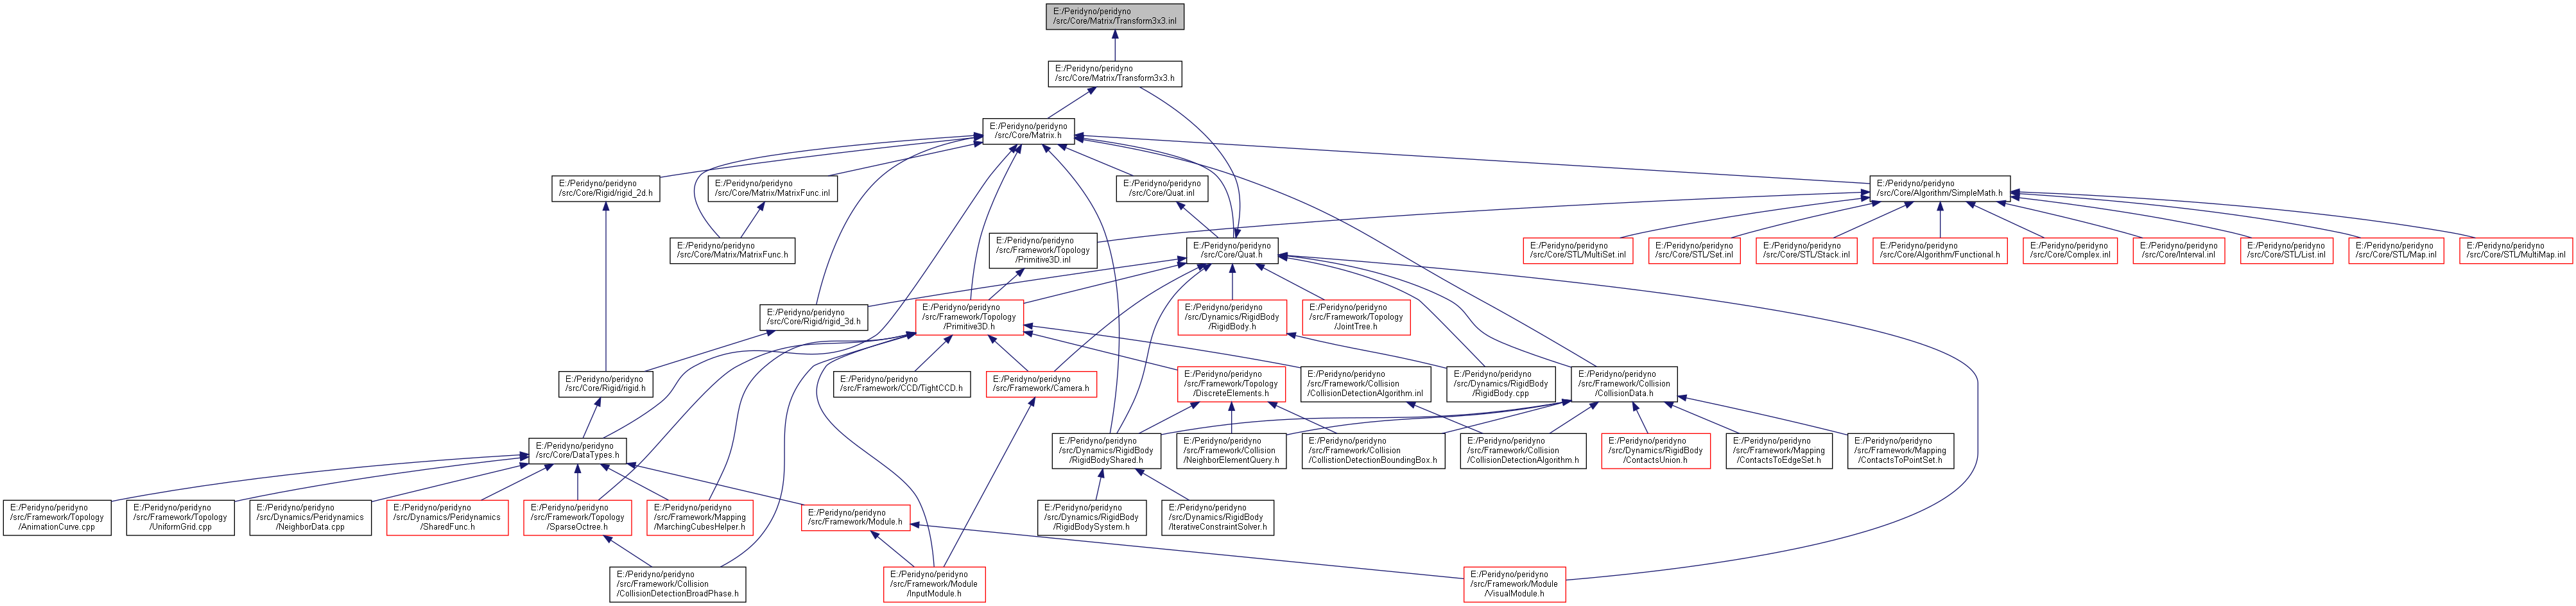 E:/Peridyno/peridyno
/src/Core/Matrix/Transform3x3.inl
E:/Peridyno/peridyno
/src/Core/Matrix/Transform3x3.h
E:/Peridyno/peridyno
/src/Core/Matrix.h
E:/Peridyno/peridyno
/src/Core/Rigid/rigid_2d.h
E:/Peridyno/peridyno
/src/Core/Matrix/MatrixFunc.inl
E:/Peridyno/peridyno
/src/Core/Quat.inl
E:/Peridyno/peridyno
/src/Core/Algorithm/SimpleMath.h
E:/Peridyno/peridyno
/src/Core/Matrix/MatrixFunc.h
E:/Peridyno/peridyno
/src/Framework/Topology
/Primitive3D.inl
E:/Peridyno/peridyno
/src/Core/Quat.h
E:/Peridyno/peridyno
/src/Core/STL/MultiSet.inl
E:/Peridyno/peridyno
/src/Core/STL/Set.inl
E:/Peridyno/peridyno
/src/Core/STL/Stack.inl
E:/Peridyno/peridyno
/src/Core/Algorithm/Functional.h
E:/Peridyno/peridyno
/src/Core/Complex.inl
E:/Peridyno/peridyno
/src/Core/Interval.inl
E:/Peridyno/peridyno
/src/Core/STL/List.inl
E:/Peridyno/peridyno
/src/Core/STL/Map.inl
E:/Peridyno/peridyno
/src/Core/STL/MultiMap.inl
E:/Peridyno/peridyno
/src/Core/Rigid/rigid_3d.h
E:/Peridyno/peridyno
/src/Framework/Topology
/Primitive3D.h
E:/Peridyno/peridyno
/src/Dynamics/RigidBody
/RigidBody.h
E:/Peridyno/peridyno
/src/Framework/Topology
/JointTree.h
E:/Peridyno/peridyno
/src/Core/Rigid/rigid.h
E:/Peridyno/peridyno
/src/Framework/CCD/TightCCD.h
E:/Peridyno/peridyno
/src/Framework/Camera.h
E:/Peridyno/peridyno
/src/Framework/Topology
/DiscreteElements.h
E:/Peridyno/peridyno
/src/Framework/Collision
/CollisionDetectionAlgorithm.inl
E:/Peridyno/peridyno
/src/Dynamics/RigidBody
/RigidBody.cpp
E:/Peridyno/peridyno
/src/Framework/Collision
/CollisionData.h
E:/Peridyno/peridyno
/src/Core/DataTypes.h
E:/Peridyno/peridyno
/src/Dynamics/RigidBody
/RigidBodyShared.h
E:/Peridyno/peridyno
/src/Framework/Collision
/NeighborElementQuery.h
E:/Peridyno/peridyno
/src/Framework/Collision
/CollistionDetectionBoundingBox.h
E:/Peridyno/peridyno
/src/Framework/Collision
/CollisionDetectionAlgorithm.h
E:/Peridyno/peridyno
/src/Dynamics/RigidBody
/ContactsUnion.h
E:/Peridyno/peridyno
/src/Framework/Mapping
/ContactsToEdgeSet.h
E:/Peridyno/peridyno
/src/Framework/Mapping
/ContactsToPointSet.h
E:/Peridyno/peridyno
/src/Framework/Topology
/AnimationCurve.cpp
E:/Peridyno/peridyno
/src/Framework/Topology
/UniformGrid.cpp
E:/Peridyno/peridyno
/src/Dynamics/Peridynamics
/NeighborData.cpp
E:/Peridyno/peridyno
/src/Dynamics/Peridynamics
/SharedFunc.h
E:/Peridyno/peridyno
/src/Framework/Topology
/SparseOctree.h
E:/Peridyno/peridyno
/src/Framework/Mapping
/MarchingCubesHelper.h
E:/Peridyno/peridyno
/src/Framework/Module.h
E:/Peridyno/peridyno
/src/Dynamics/RigidBody
/RigidBodySystem.h
E:/Peridyno/peridyno
/src/Dynamics/RigidBody
/IterativeConstraintSolver.h
E:/Peridyno/peridyno
/src/Framework/Collision
/CollisionDetectionBroadPhase.h
E:/Peridyno/peridyno
/src/Framework/Module
/InputModule.h
E:/Peridyno/peridyno
/src/Framework/Module
/VisualModule.h